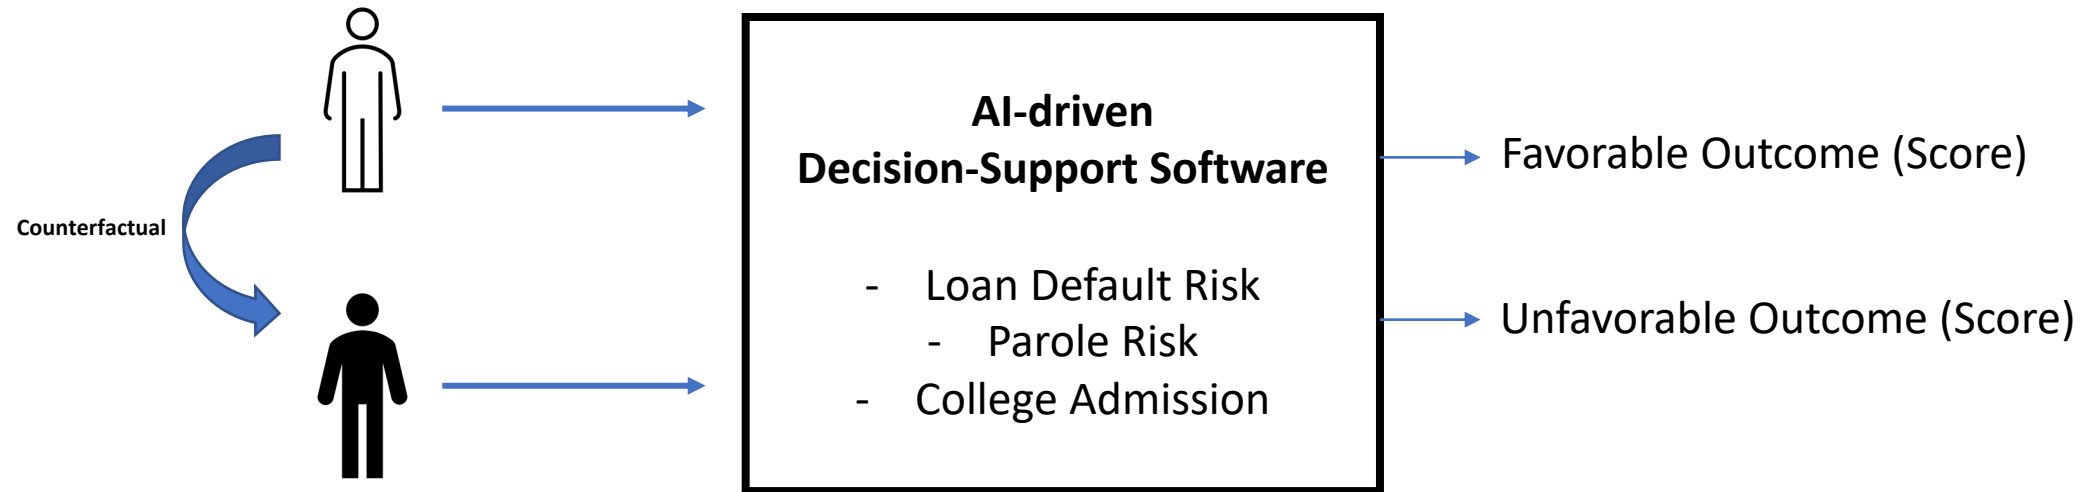 Counterfactual
AI-driven
Decision-Support Software
- Loan Default Risk
- Parole Risk
- College Admission
Favorable Outcome (Score)
Unfavorable Outcome (Score)